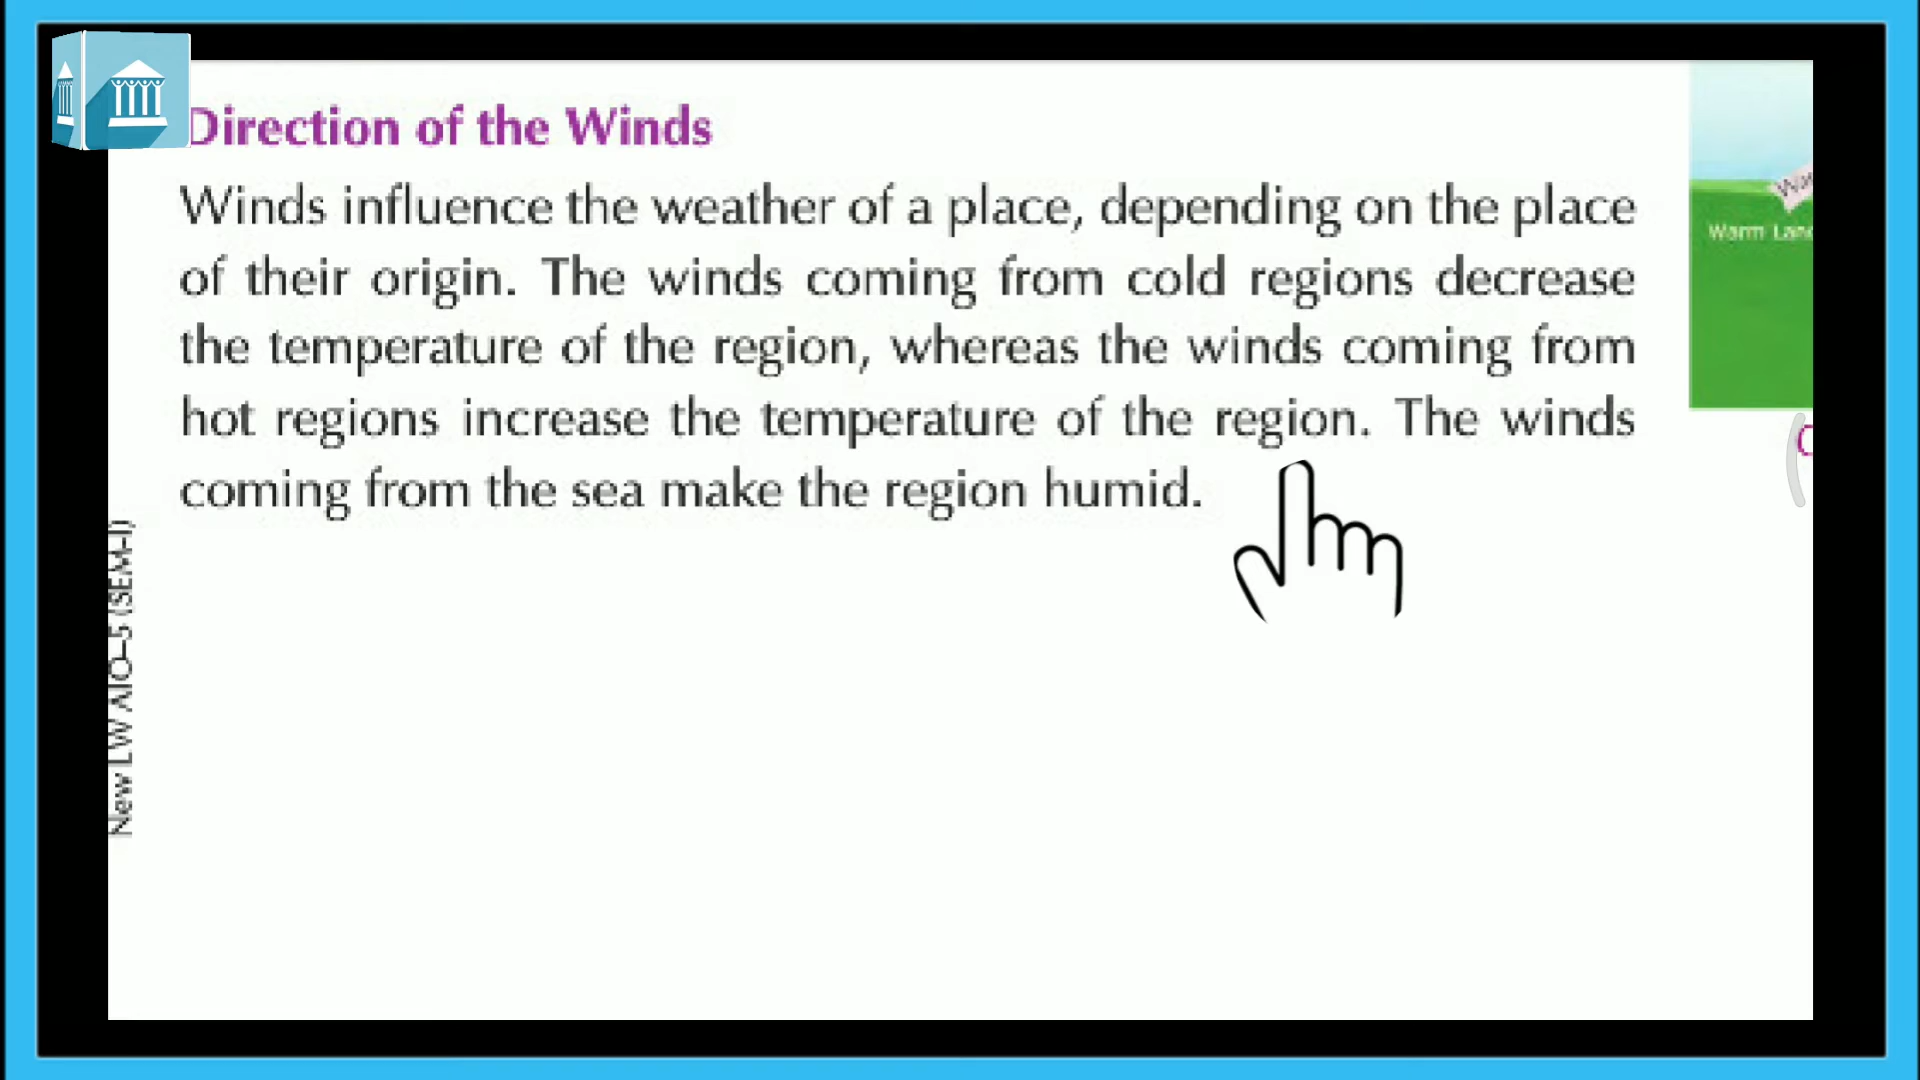 Direction of the Winds
Winds influence the weather of a place, depending on the place
of their origin. The winds coming from cold regions decrease
the temperature of the region, whereas the winds coming from
hot regions increase the temperature of the region. The winds
coming from the sea make the region humid.
New LW AIO–5 (SEM–I)
Warm